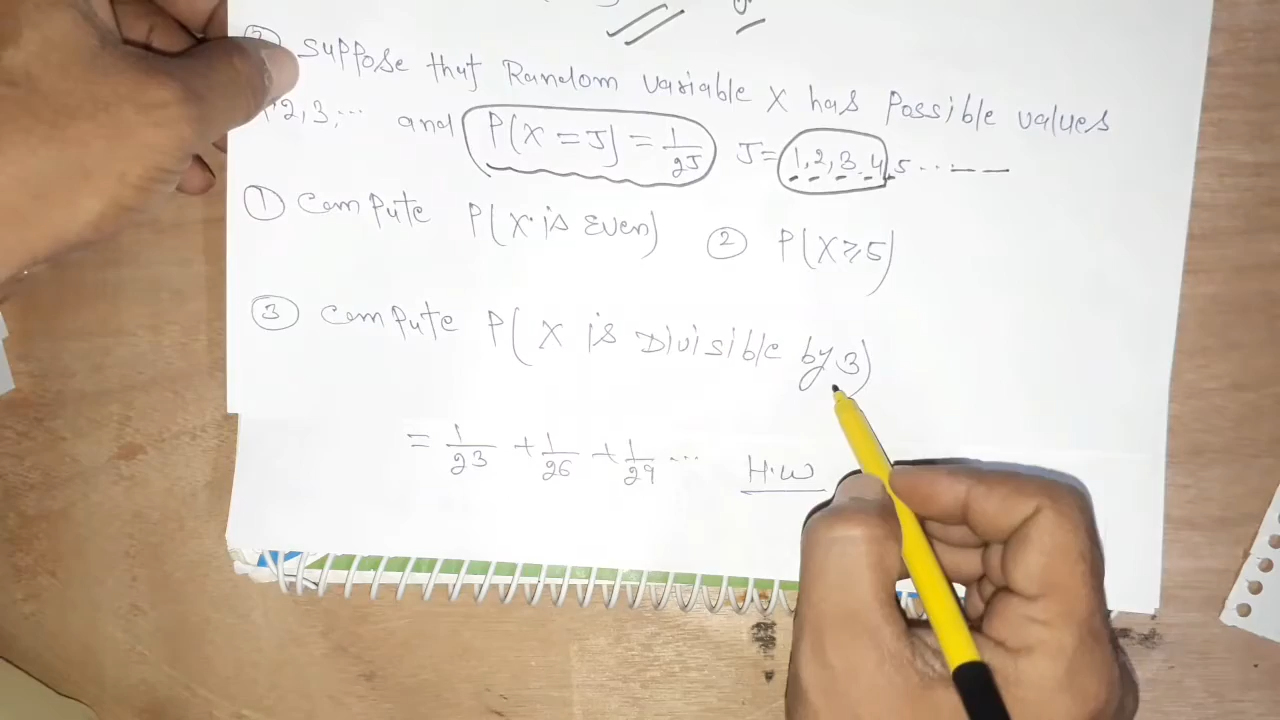 Suppose that Random variable X has Possible values
1,2,3,... and P(X=J) = 1/2J J= 1,2,3,4,5...
① Compute P(X is Even) ② P(X≥5)
③ Compute P( X is Divisible by 3)
= 1/23 + 1/26 + 1/29 ... H.W